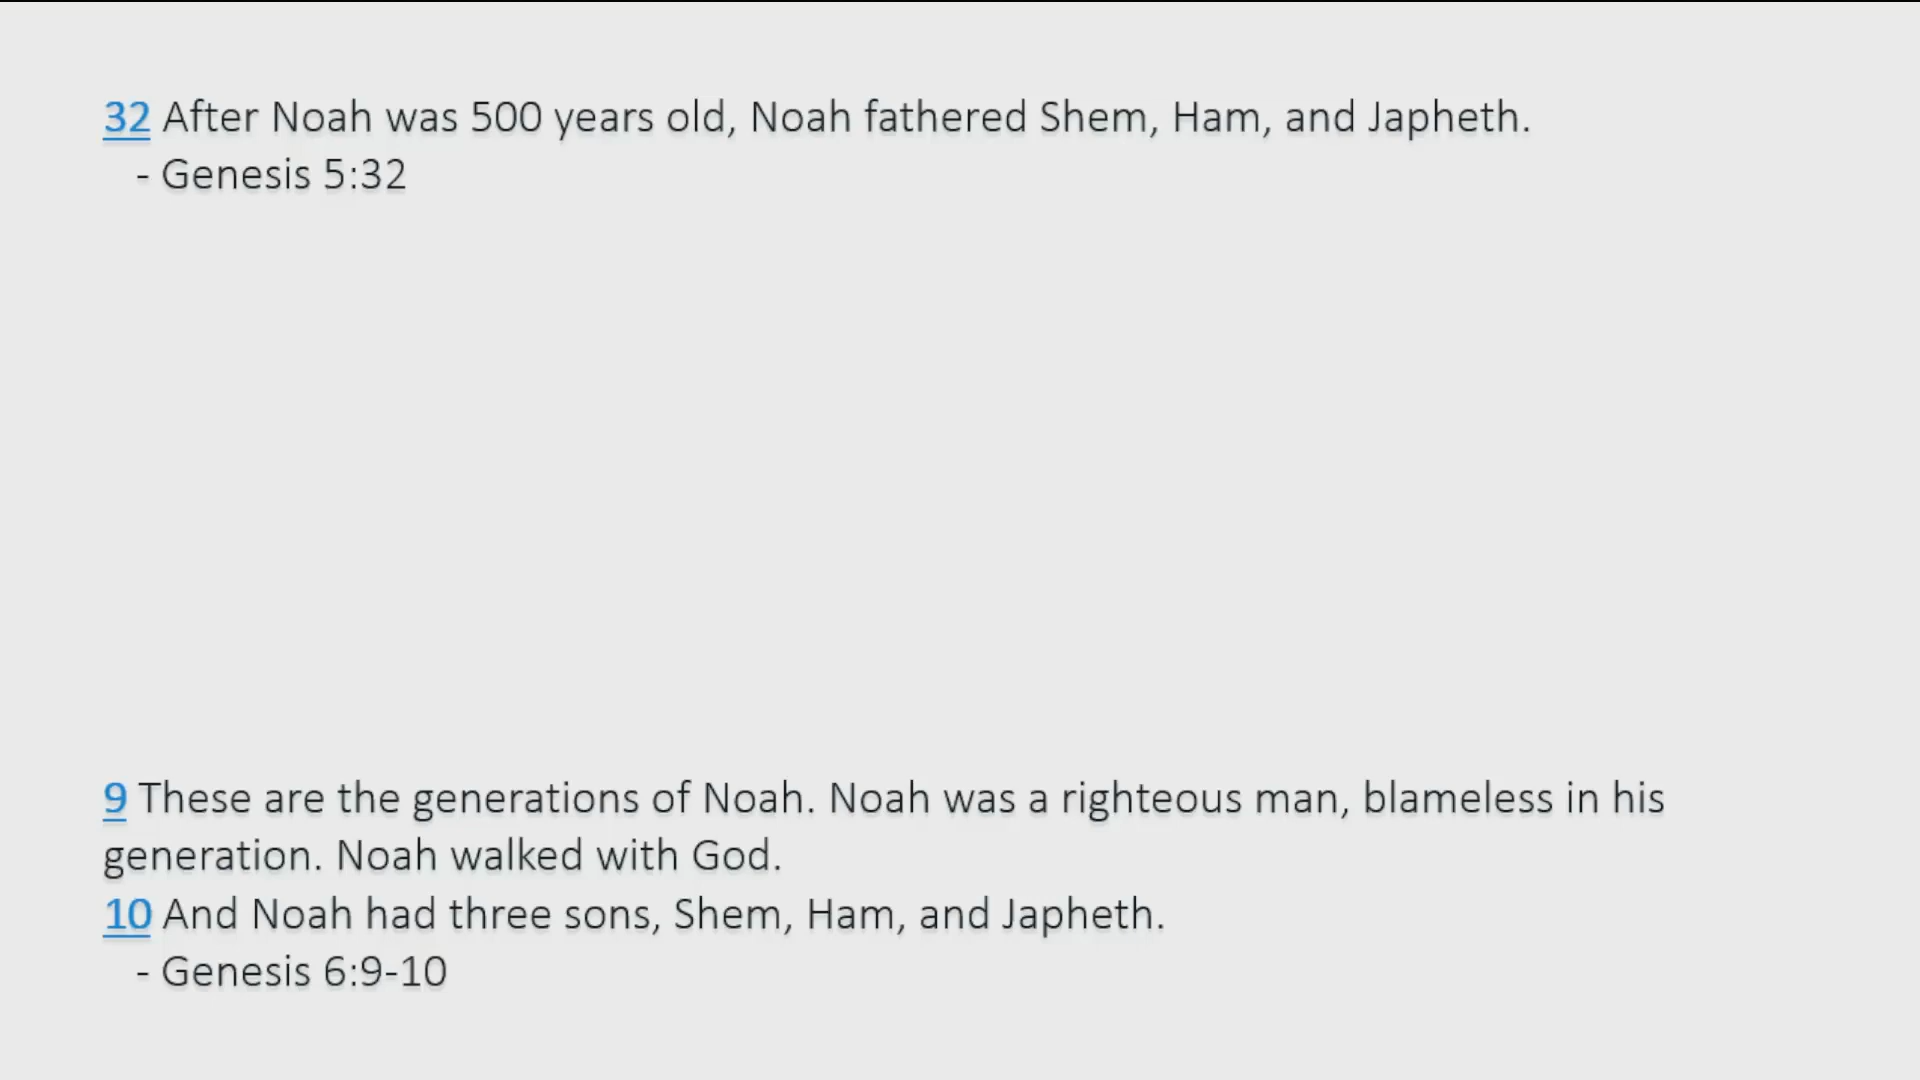 32 After Noah was 500 years old, Noah fathered Shem, Ham, and Japheth.
- Genesis 5:32
9 These are the generations of Noah. Noah was a righteous man, blameless in his
generation. Noah walked with God.
10 And Noah had three sons, Shem, Ham, and Japheth.
- Genesis 6:9-10